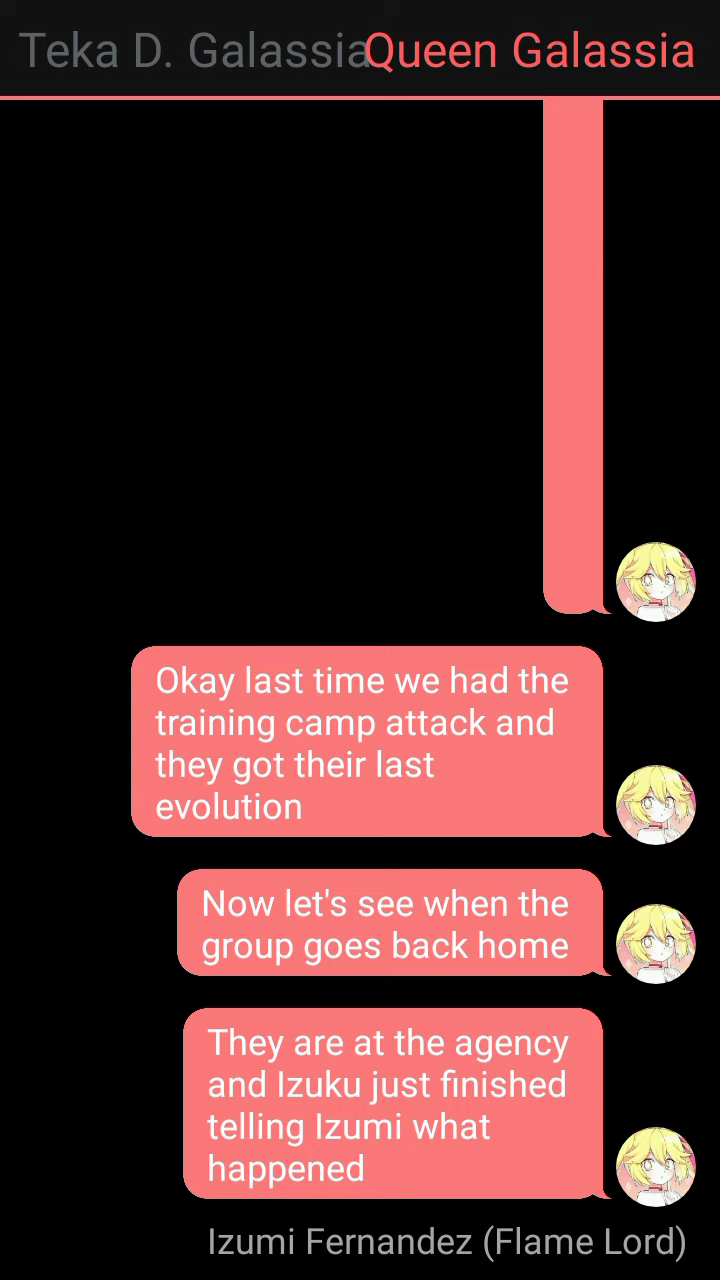 Teka D. Galassia Queen Galassia
Okay last time we had the
training camp attack and
they got their last
evolution
Now let's see when the
group goes back home
They are at the agency
and Izuku just finished
telling Izumi what
happened
Izumi Fernandez (Flame Lord)